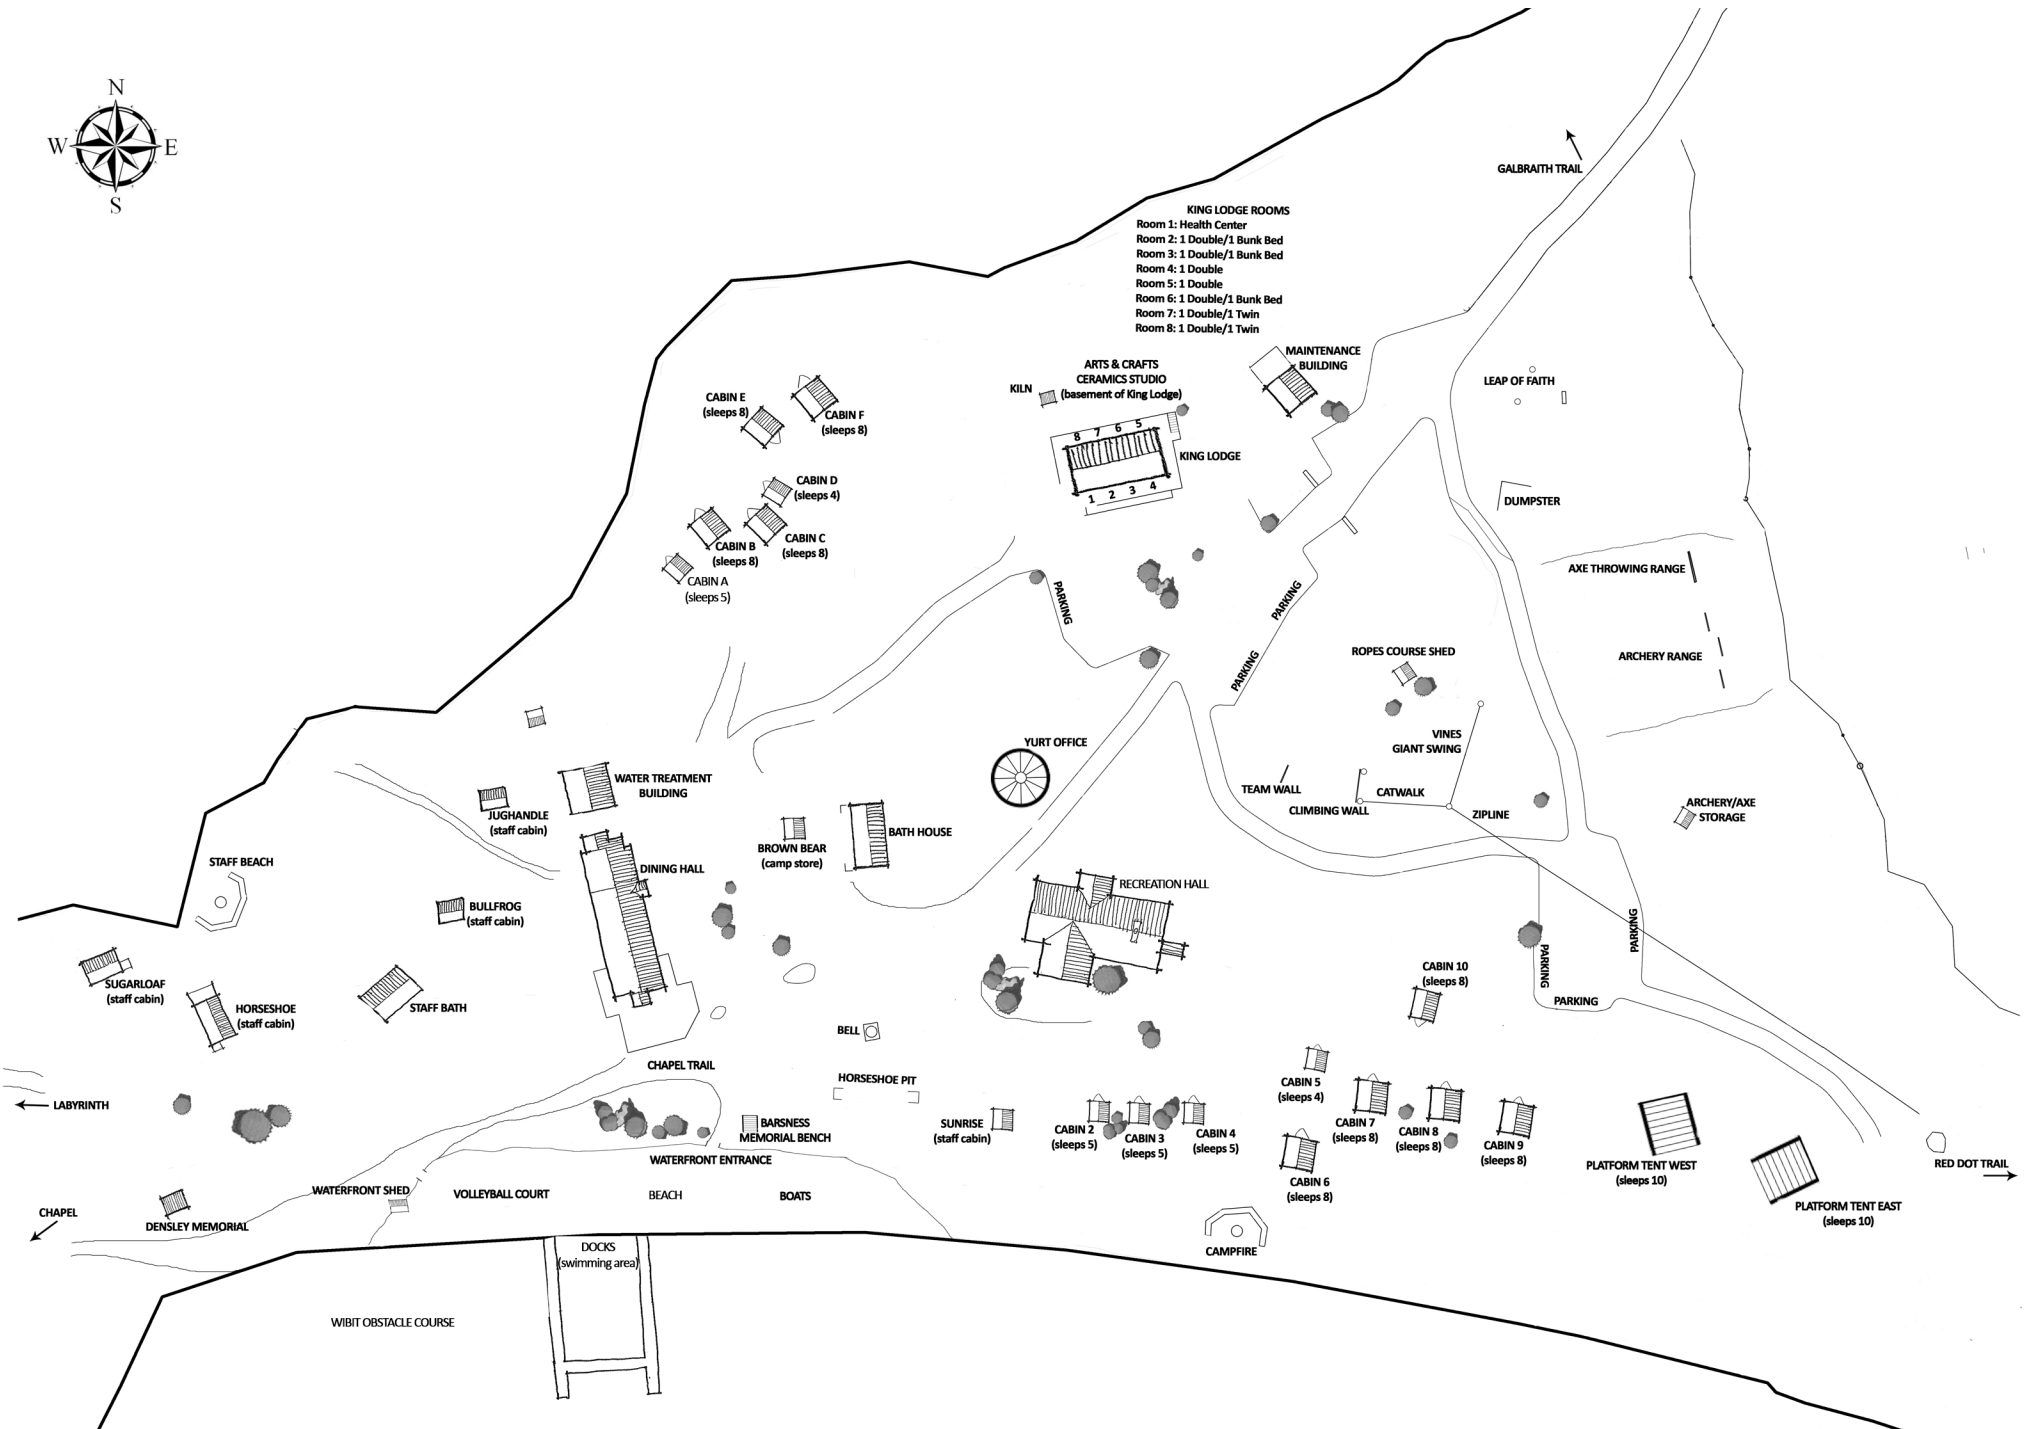 N
W
E
S
GALBRAITH TRAIL
KING LODGE ROOMS
Room 1: Health Center
Room 2: 1 Double/1 Bunk Bed
Room 3: 1 Double/1 Bunk Bed
Room 4: 1 Double
Room 5: 1 Double
Room 6: 1 Double/1 Bunk Bed
Room 7: 1 Double/1 Twin
Room 8: 1 Double/1 Twin
MAINTENANCE
BUILDING
ARTS & CRAFTS
CERAMICS STUDIO
(basement of King Lodge)
KILN
LEAP OF FAITH
CABIN E
(sleeps 8)
CABIN F
(sleeps 8)
8 7 6 5
KING LODGE
1 2 3 4
CABIN D
(sleeps 4)
DUMPSTER
CABIN C
(sleeps 8)
CABIN B
(sleeps 8)
CABIN A
(sleeps 5)
AXE THROWING RANGE
PARKING
PARKING
PARKING
ROPES COURSE SHED
ARCHERY RANGE
VINES
GIANT SWING
YURT OFFICE
WATER TREATMENT
BUILDING
TEAM WALL
CATWALK
CLIMBING WALL
ZIPLINE
ARCHERY/AXE
STORAGE
JUGHANDLE
(staff cabin)
BROWN BEAR
(camp store)
BATH HOUSE
STAFF BEACH
DINING HALL
RECREATION HALL
BULLFROG
(staff cabin)
PARKING
PARKING
PARKING
SUGARLOAF
(staff cabin)
HORSESHOE
(staff cabin)
STAFF BATH
CABIN 10
(sleeps 8)
BELL
CHAPEL TRAIL
HORSESHOE PIT
CABIN 5
(sleeps 4)
LABYRINTH
BARSNESS
MEMORIAL BENCH
SUNRISE
(staff cabin)
CABIN 2
(sleeps 5)
CABIN 3
(sleeps 5)
CABIN 4
(sleeps 5)
CABIN 7
(sleeps 8)
CABIN 8
(sleeps 8)
CABIN 9
(sleeps 8)
WATERFRONT ENTRANCE
PLATFORM TENT WEST
(sleeps 10)
RED DOT TRAIL
CABIN 6
(sleeps 8)
WATERFRONT SHED
VOLLEYBALL COURT
BEACH
BOATS
PLATFORM TENT EAST
(sleeps 10)
CHAPEL
DENSLEY MEMORIAL
CAMPFIRE
DOCKS
(swimming area)
WIBIT OBSTACLE COURSE